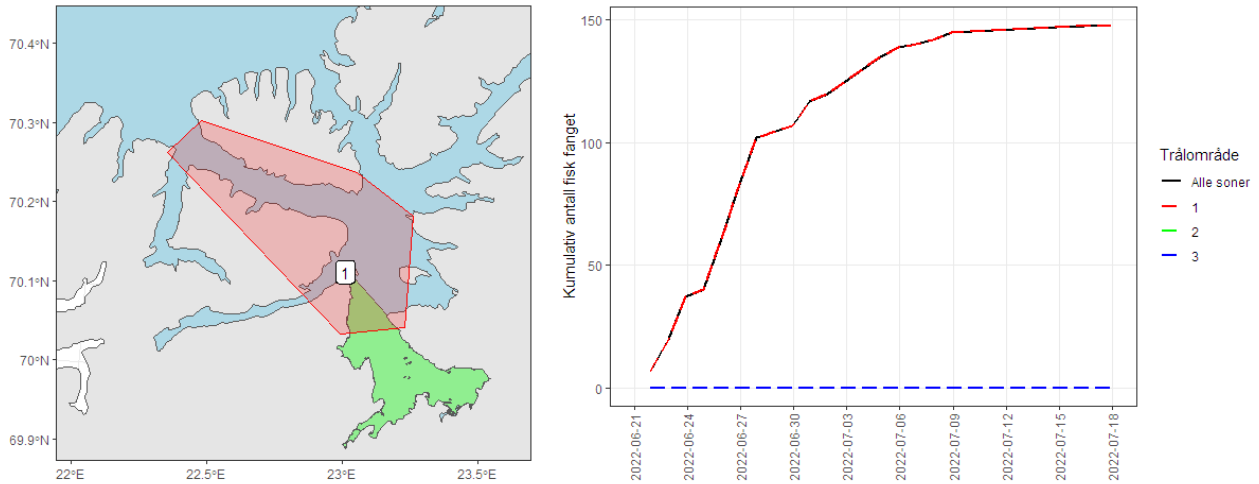 70.4°N
70.3°N
70.2°N
70.1°N
70°N
69.9°N
22°E
22.5°E
23°E
23.5°E
1
Kumulativ antall fisk fanget
150
100
50
0
2022-06-21
2022-06-24
2022-06-27
2022-06-30
2022-07-03
2022-07-06
2022-07-09
2022-07-12
2022-07-15
2022-07-18
Trålområde
Alle soner
1
2
3